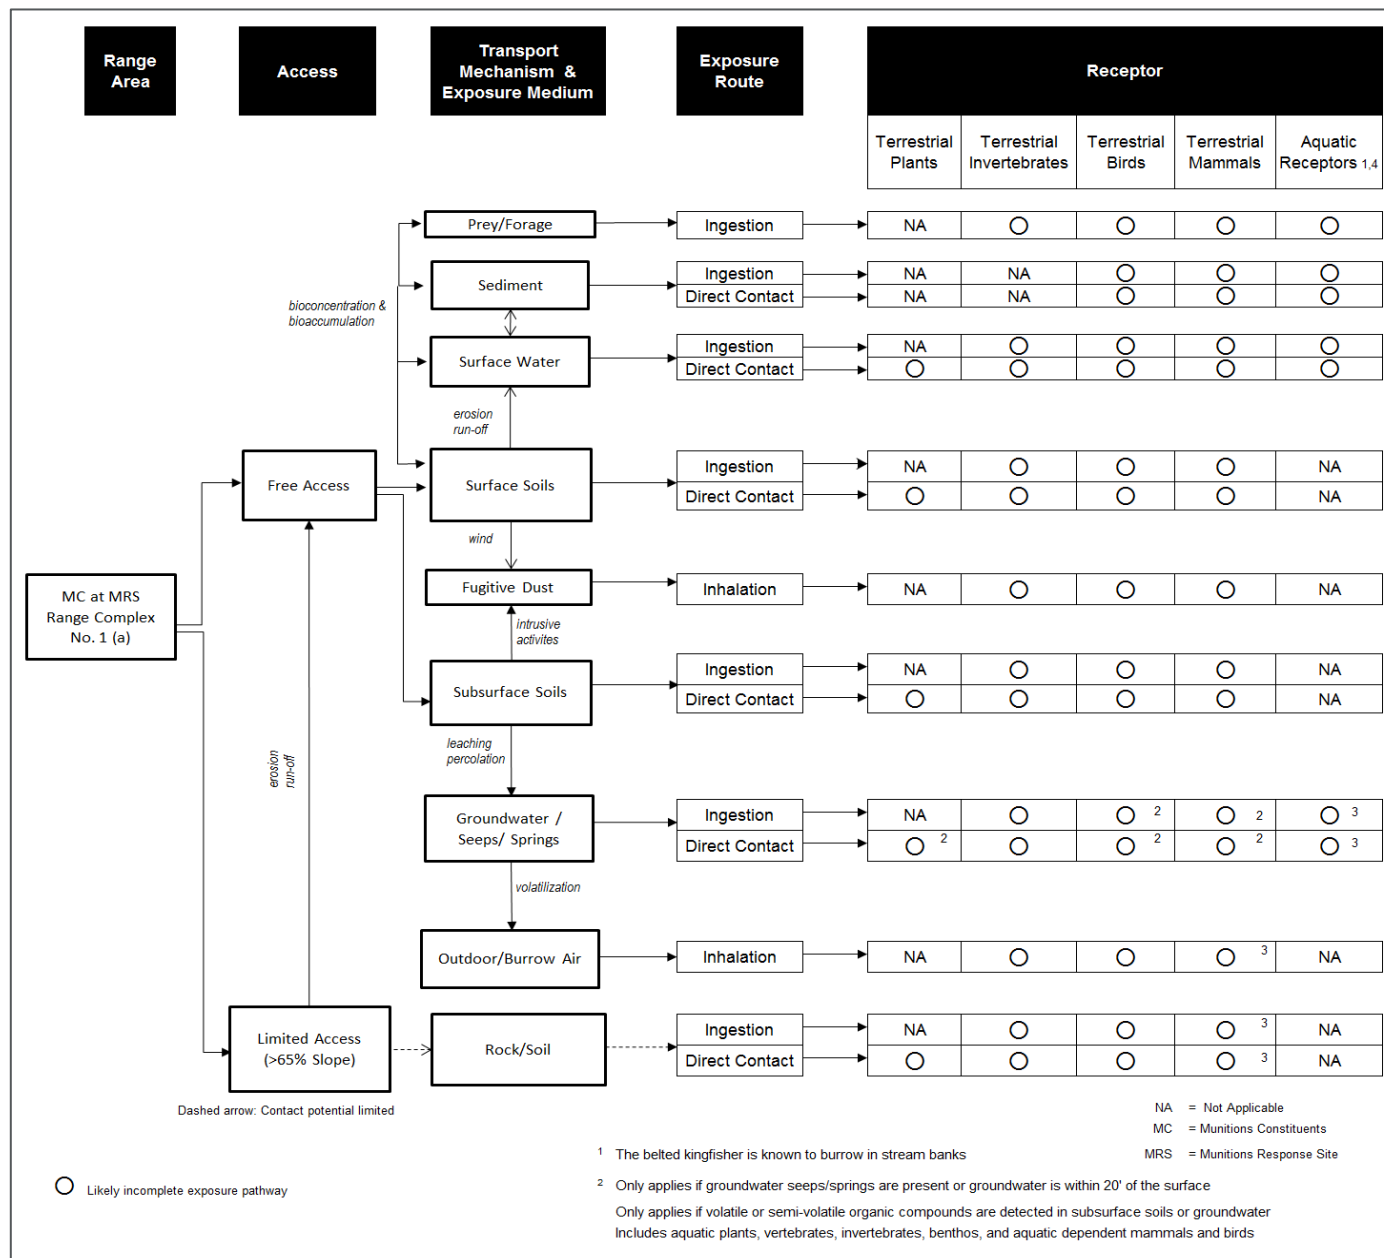 Range
Area
Access
Transport
Mechanism &
Exposure Medium
Exposure
Route
Receptor
Terrestrial
Plants
Terrestrial
Invertebrates
Terrestrial
Birds
Terrestrial
Mammals
Aquatic
Receptors 1,4
Prey/Forage
Ingestion
NA
Sediment
Ingestion
NA
NA
Direct Contact
NA
NA
bioconcentration &
bioaccumulation
Surface Water
Ingestion
NA
Direct Contact
erosion
run-off
Free Access
Surface Soils
Ingestion
NA
NA
Direct Contact
NA
wind
Fugitive Dust
Inhalation
NA
NA
MC at MRS
Range Complex
No. 1 (a)
intrusive
activites
Subsurface Soils
Ingestion
NA
NA
Direct Contact
NA
leaching
percolation
erosion
run-off
Groundwater /
Seeps/ Springs
Ingestion
NA
2
2
3
Direct Contact
2
2
2
3
volatilization
Outdoor/Burrow Air
Inhalation
NA
3
NA
Limited Access
(>65% Slope)
Rock/Soil
Ingestion
NA
3
NA
Direct Contact
3
NA
Dashed arrow: Contact potential limited
NA = Not Applicable
MC = Munitions Constituents
MRS = Munitions Response Site
1 The belted kingfisher is known to burrow in stream banks
Likely incomplete exposure pathway
2 Only applies if groundwater seeps/springs are present or groundwater is within 20' of the surface
Only applies if volatile or semi-volatile organic compounds are detected in subsurface soils or groundwater
Includes aquatic plants, vertebrates, invertebrates, benthos, and aquatic dependent mammals and birds